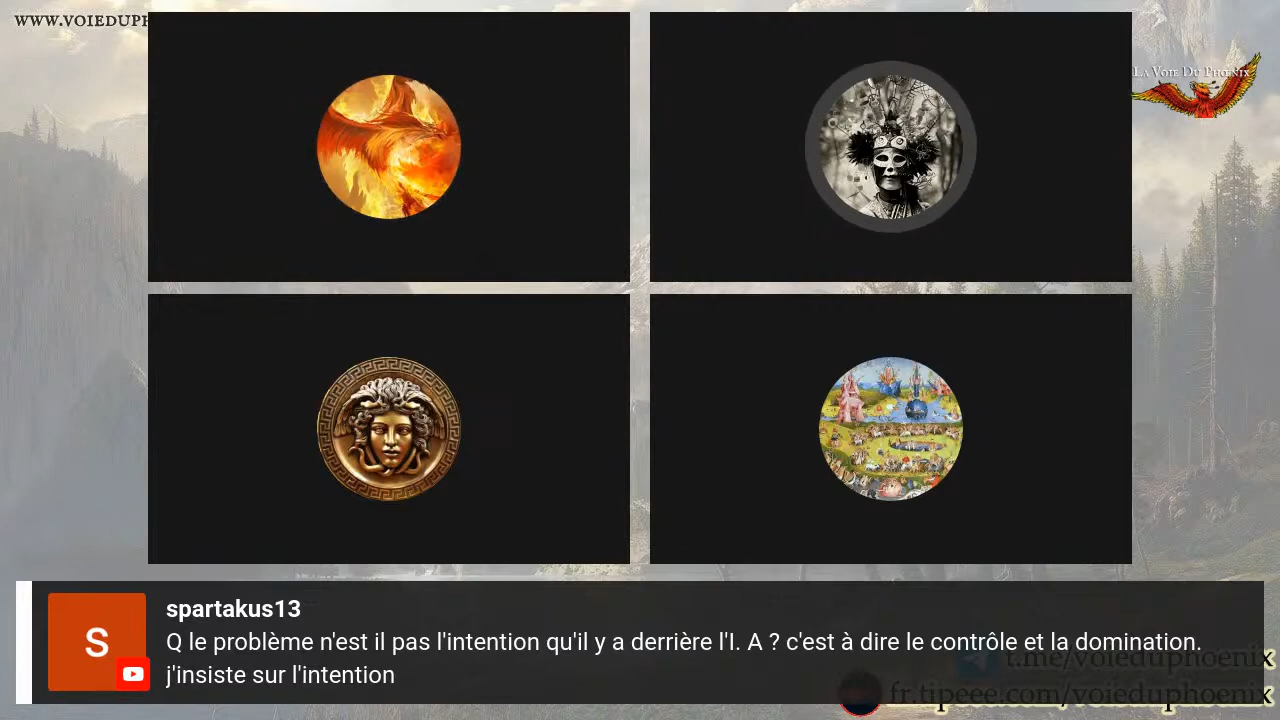 WWW.VOIEDUPH
La Voie Du Phœnix
S
spartakus13
Q le problème n'est il pas l'intention qu'il y a derrière l'I. A ? c'est à dire le contrôle et la domination.
j'insiste sur l'intention
t.me/voieduphoenix
fr.tipeee.com/voieduphoenix